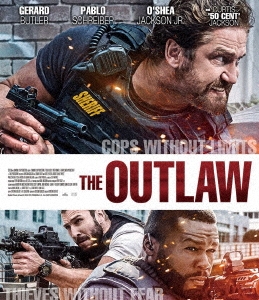 GERARD PABLO O'SHEA CURTIS
BUTLER SCHREIBER JACKSON JR. '50 CENT'
JACKSON
SHERIFF
COPS WITHOUT LIMITS
THE OUTLAW
THIEVES WITHOUT FEAR